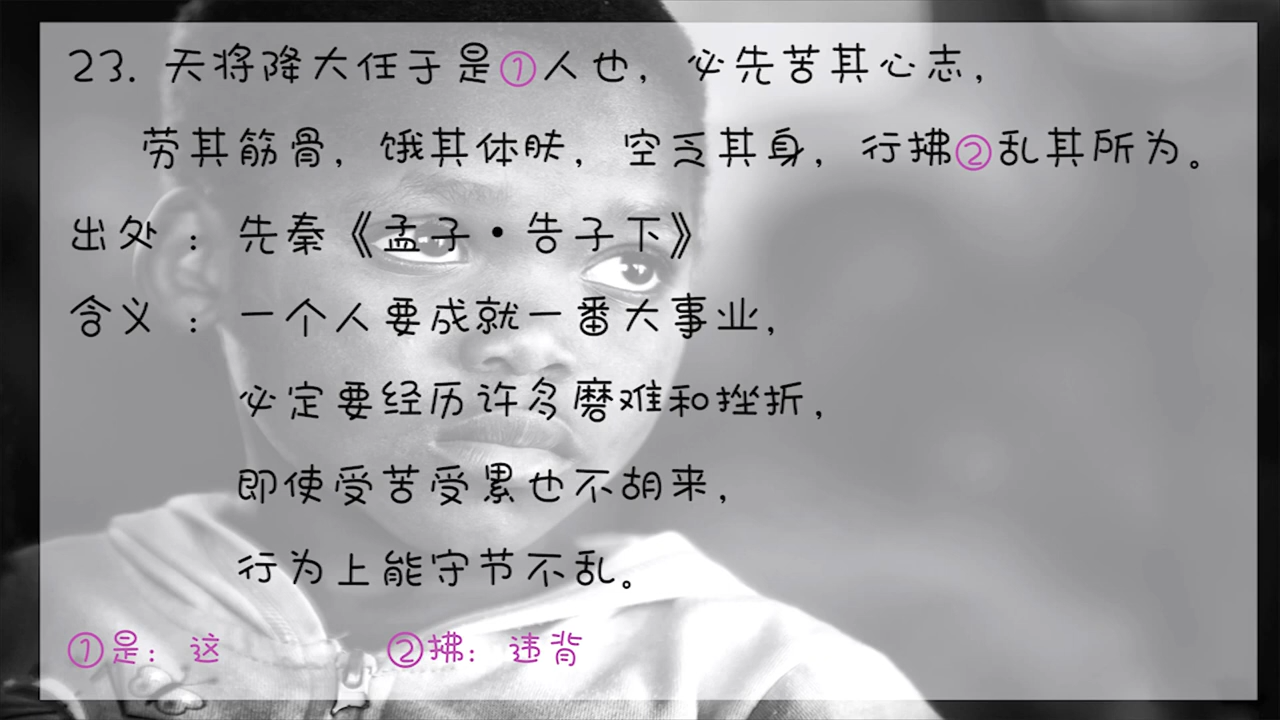 23. 天将降大任于是①人也，必先苦其心志，
劳其筋骨，饿其体肤，空乏其身，行拂②乱其所为。
出处：先秦《孟子·告子下》
含义：一个人要成就一番大事业，
必定要经历许多磨难和挫折，
即使受苦受累也不胡来，
行为上能守节不乱。
①是：这 ②拂：违背